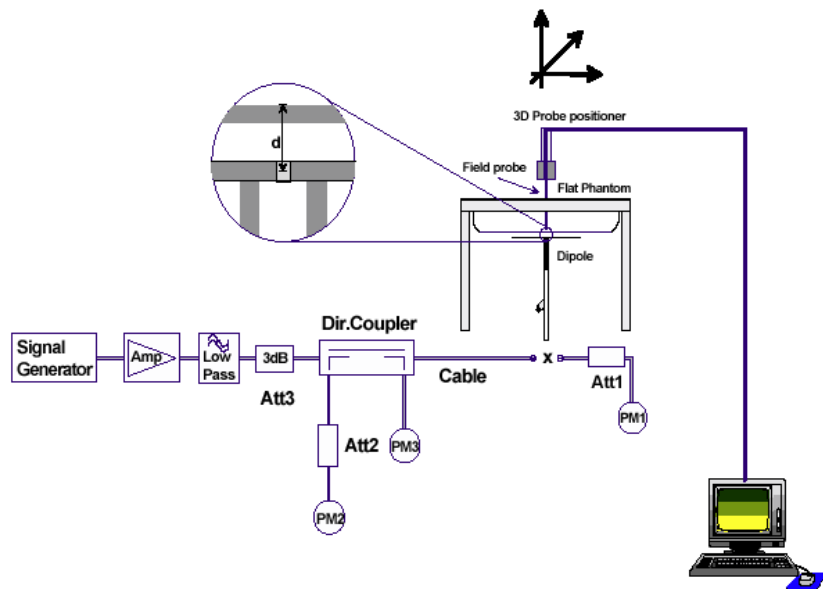 3D Probe positioner
d
Field probe
Flat Phantom
Dipole
Dir.Coupler
Signal
Generator
Amp
Low
Pass
3dB
Cable
x
Att1
Att3
PM1
Att2
PM3
PM2